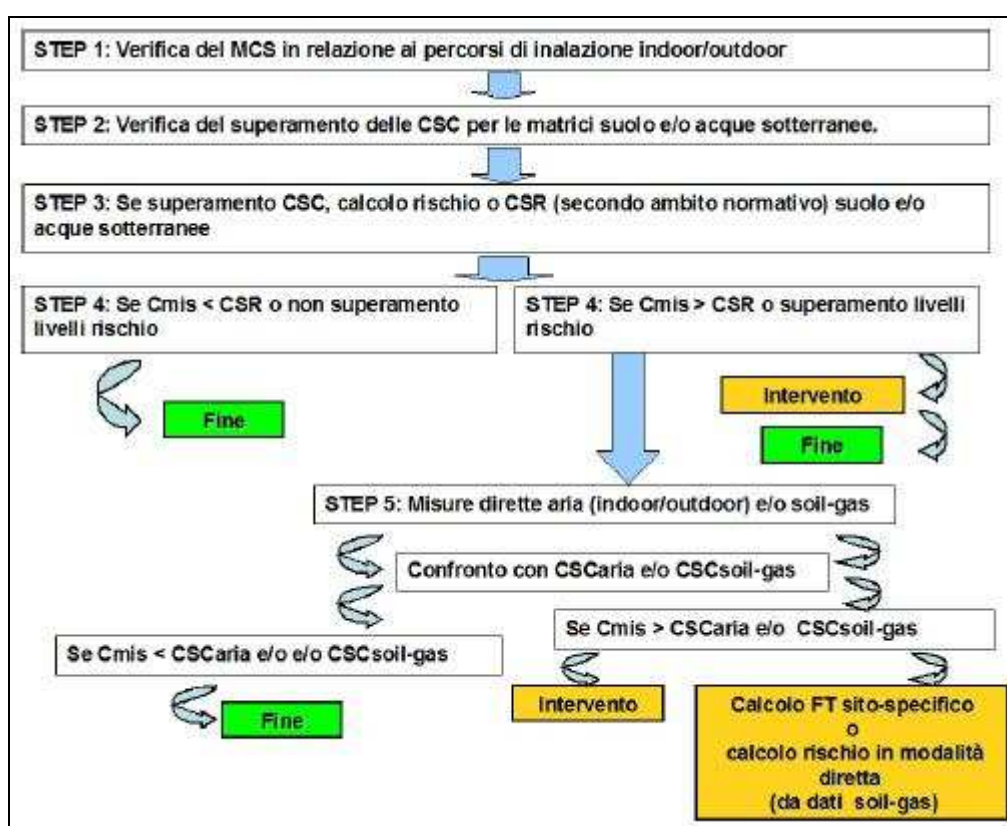 STEP 1: Verifica del MCS in relazione ai percorsi di inalazione indoor/outdoor
STEP 2: Verifica del superamento delle CSC per le matrici suolo e/o acque sotterranee.
STEP 3: Se superamento CSC, calcolo rischio o CSR (secondo ambito normativo) suolo e/o
acque sotterranee
STEP 4: Se Cmis < CSR o non superamento
livelli rischio
STEP 4: Se Cmis > CSR o superamento livelli
rischio
Fine
Intervento
Fine
STEP 5: Misure dirette aria (indoor/outdoor) e/o soil-gas
Confronto con CSCaria e/o CSCsoil-gas
Se Cmis < CSCaria e/o e/o CSCsoil-gas
Se Cmis > CSCaria e/o CSCsoil-gas
Fine
Intervento
Calcolo FT sito-specifico
o
calcolo rischio in modalità
diretta
(da dati soil-gas)